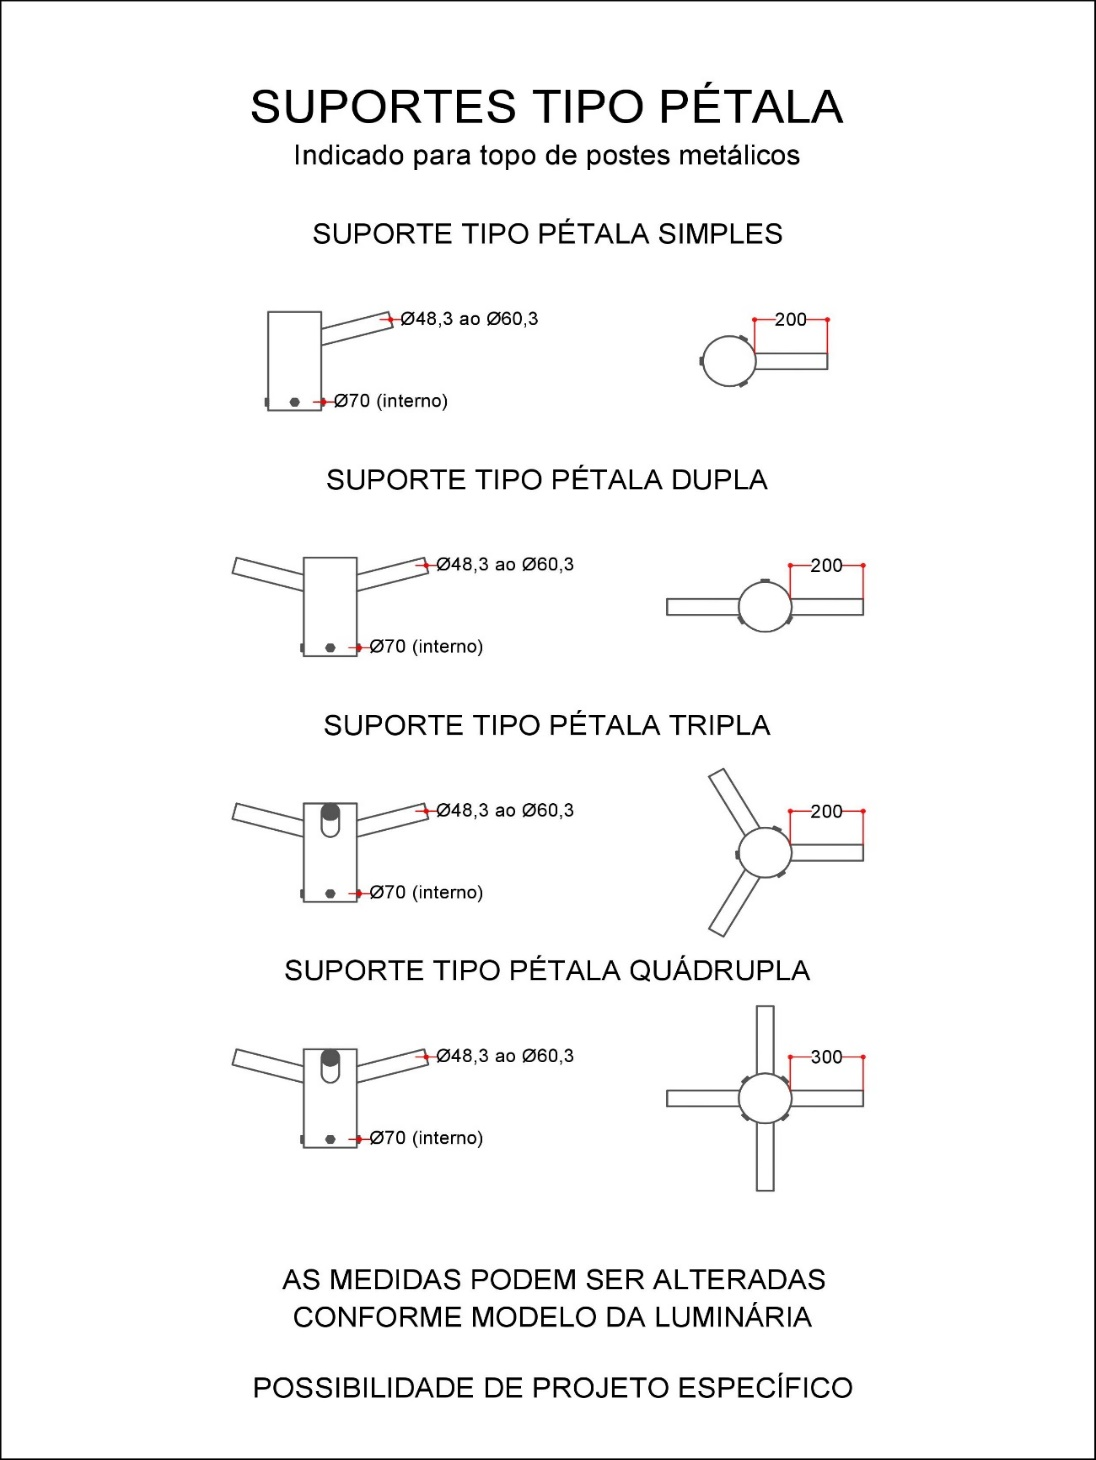 SUPORTES TIPO PÉTALA
Indicado para topo de postes metálicos
SUPORTE TIPO PÉTALA SIMPLES
Ø48,3 ao Ø60,3
200
Ø70 (interno)
SUPORTE TIPO PÉTALA DUPLA
Ø48,3 ao Ø60,3
200
Ø70 (interno)
SUPORTE TIPO PÉTALA TRIPLA
Ø48,3 ao Ø60,3
200
Ø70 (interno)
SUPORTE TIPO PÉTALA QUÁDRUPLA
Ø48,3 ao Ø60,3
300
Ø70 (interno)
AS MEDIDAS PODEM SER ALTERADAS
CONFORME MODELO DA LUMINÁRIA
POSSIBILIDADE DE PROJETO ESPECÍFICO